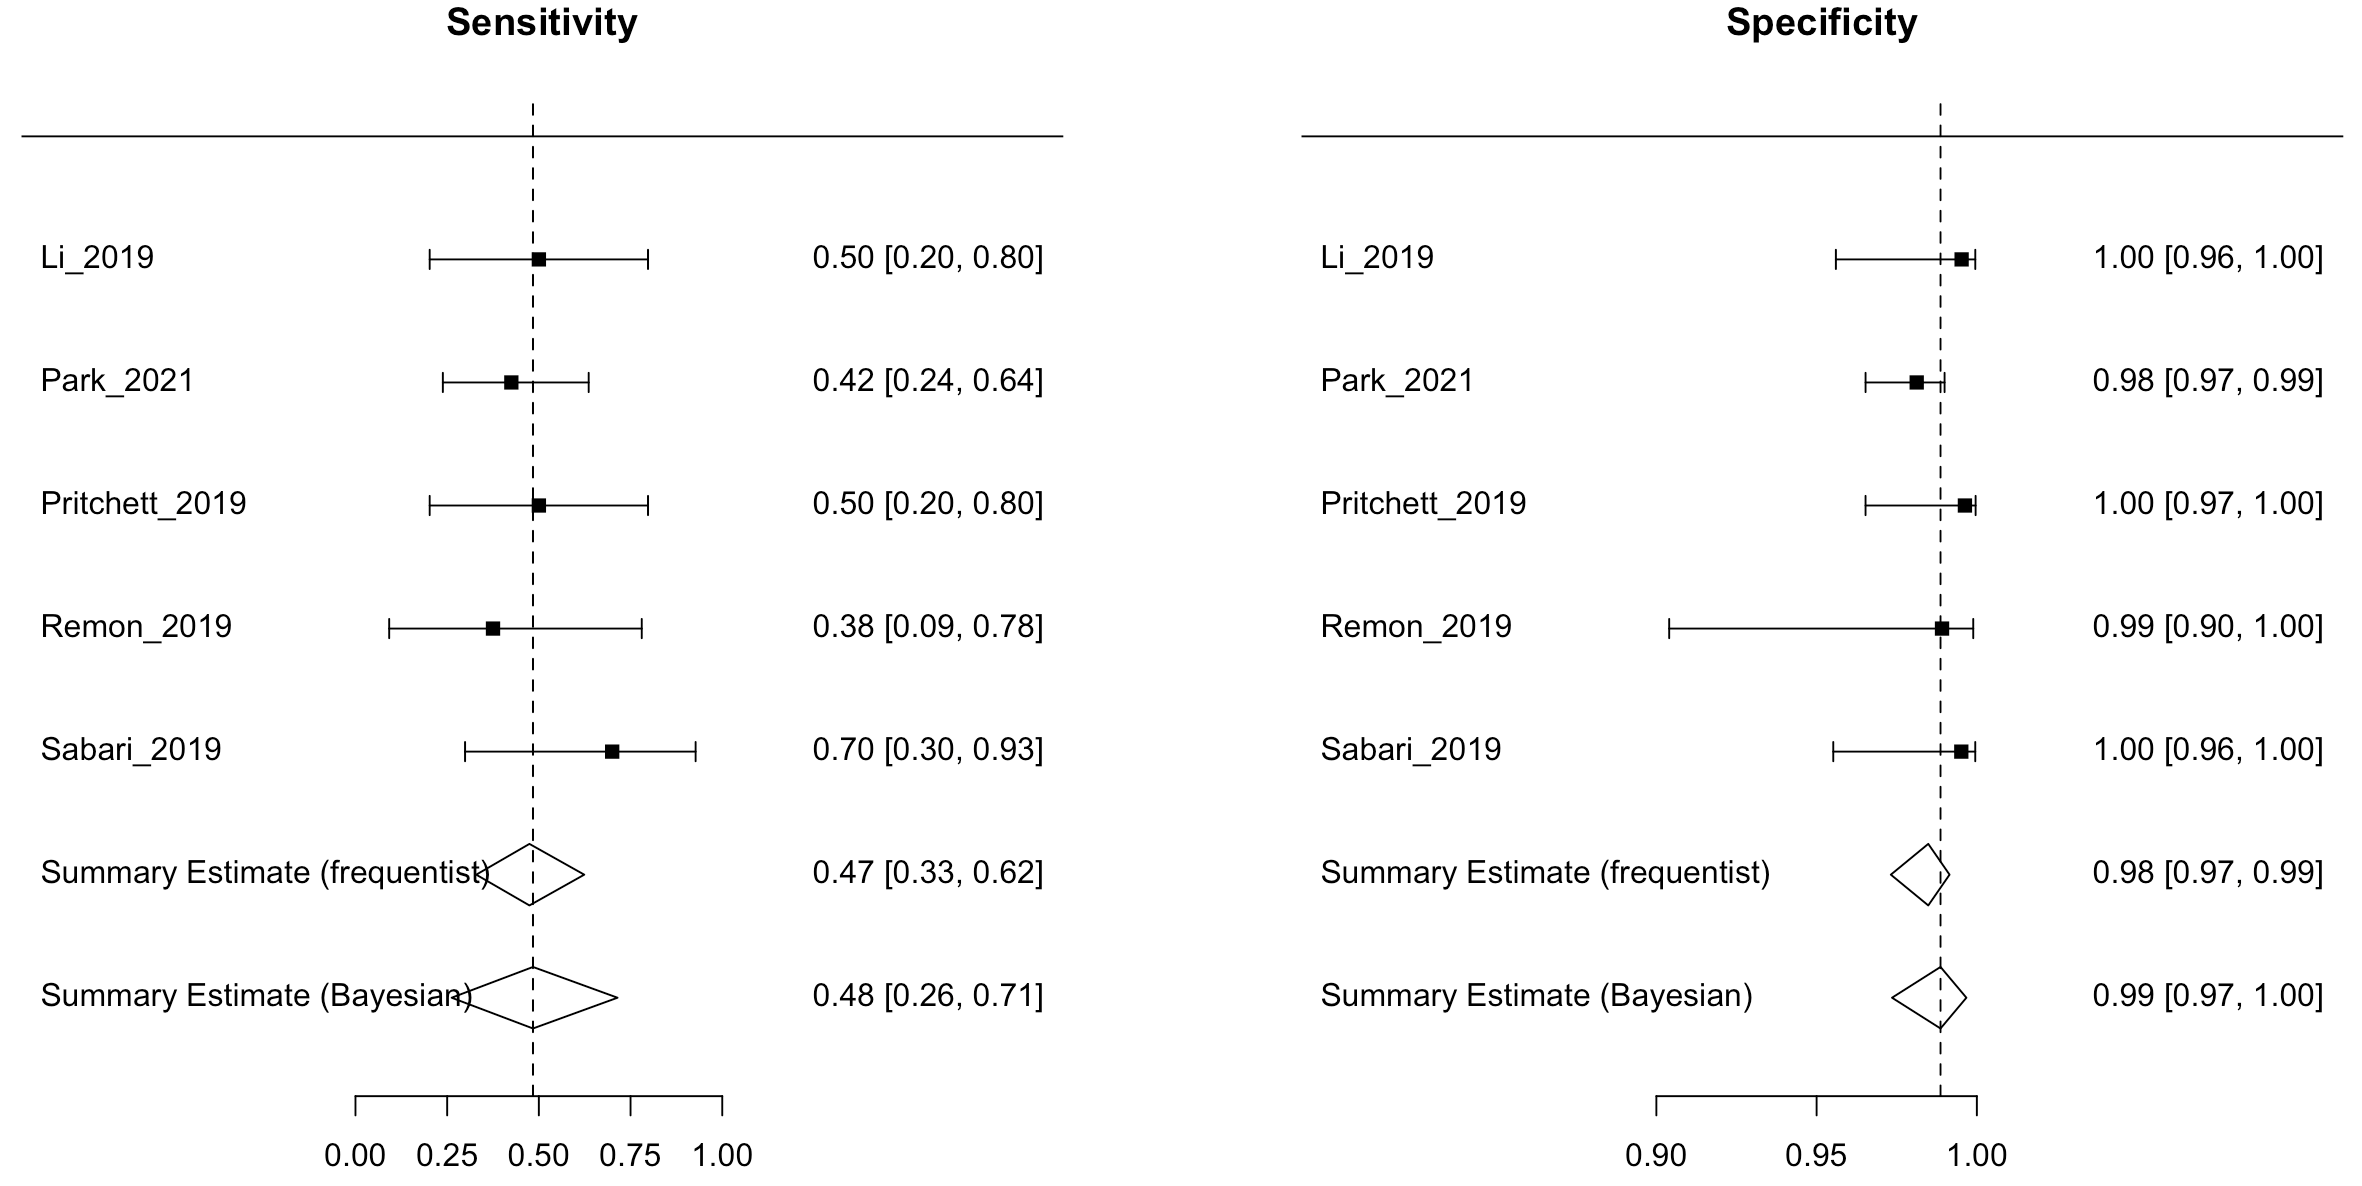 Sensitivity
Li_2019 0.50 [0.20, 0.80]
Park_2021 0.42 [0.24, 0.64]
Pritchett_2019 0.50 [0.20, 0.80]
Remon_2019 0.38 [0.09, 0.78]
Sabari_2019 0.70 [0.30, 0.93]
Summary Estimate (frequentist) 0.47 [0.33, 0.62]
Summary Estimate (Bayesian) 0.48 [0.26, 0.71]
0.00 0.25 0.50 0.75 1.00
Specificity
Li_2019 1.00 [0.96, 1.00]
Park_2021 0.98 [0.97, 0.99]
Pritchett_2019 1.00 [0.97, 1.00]
Remon_2019 0.99 [0.90, 1.00]
Sabari_2019 1.00 [0.96, 1.00]
Summary Estimate (frequentist) 0.98 [0.97, 0.99]
Summary Estimate (Bayesian) 0.99 [0.97, 1.00]
0.90 0.95 1.00